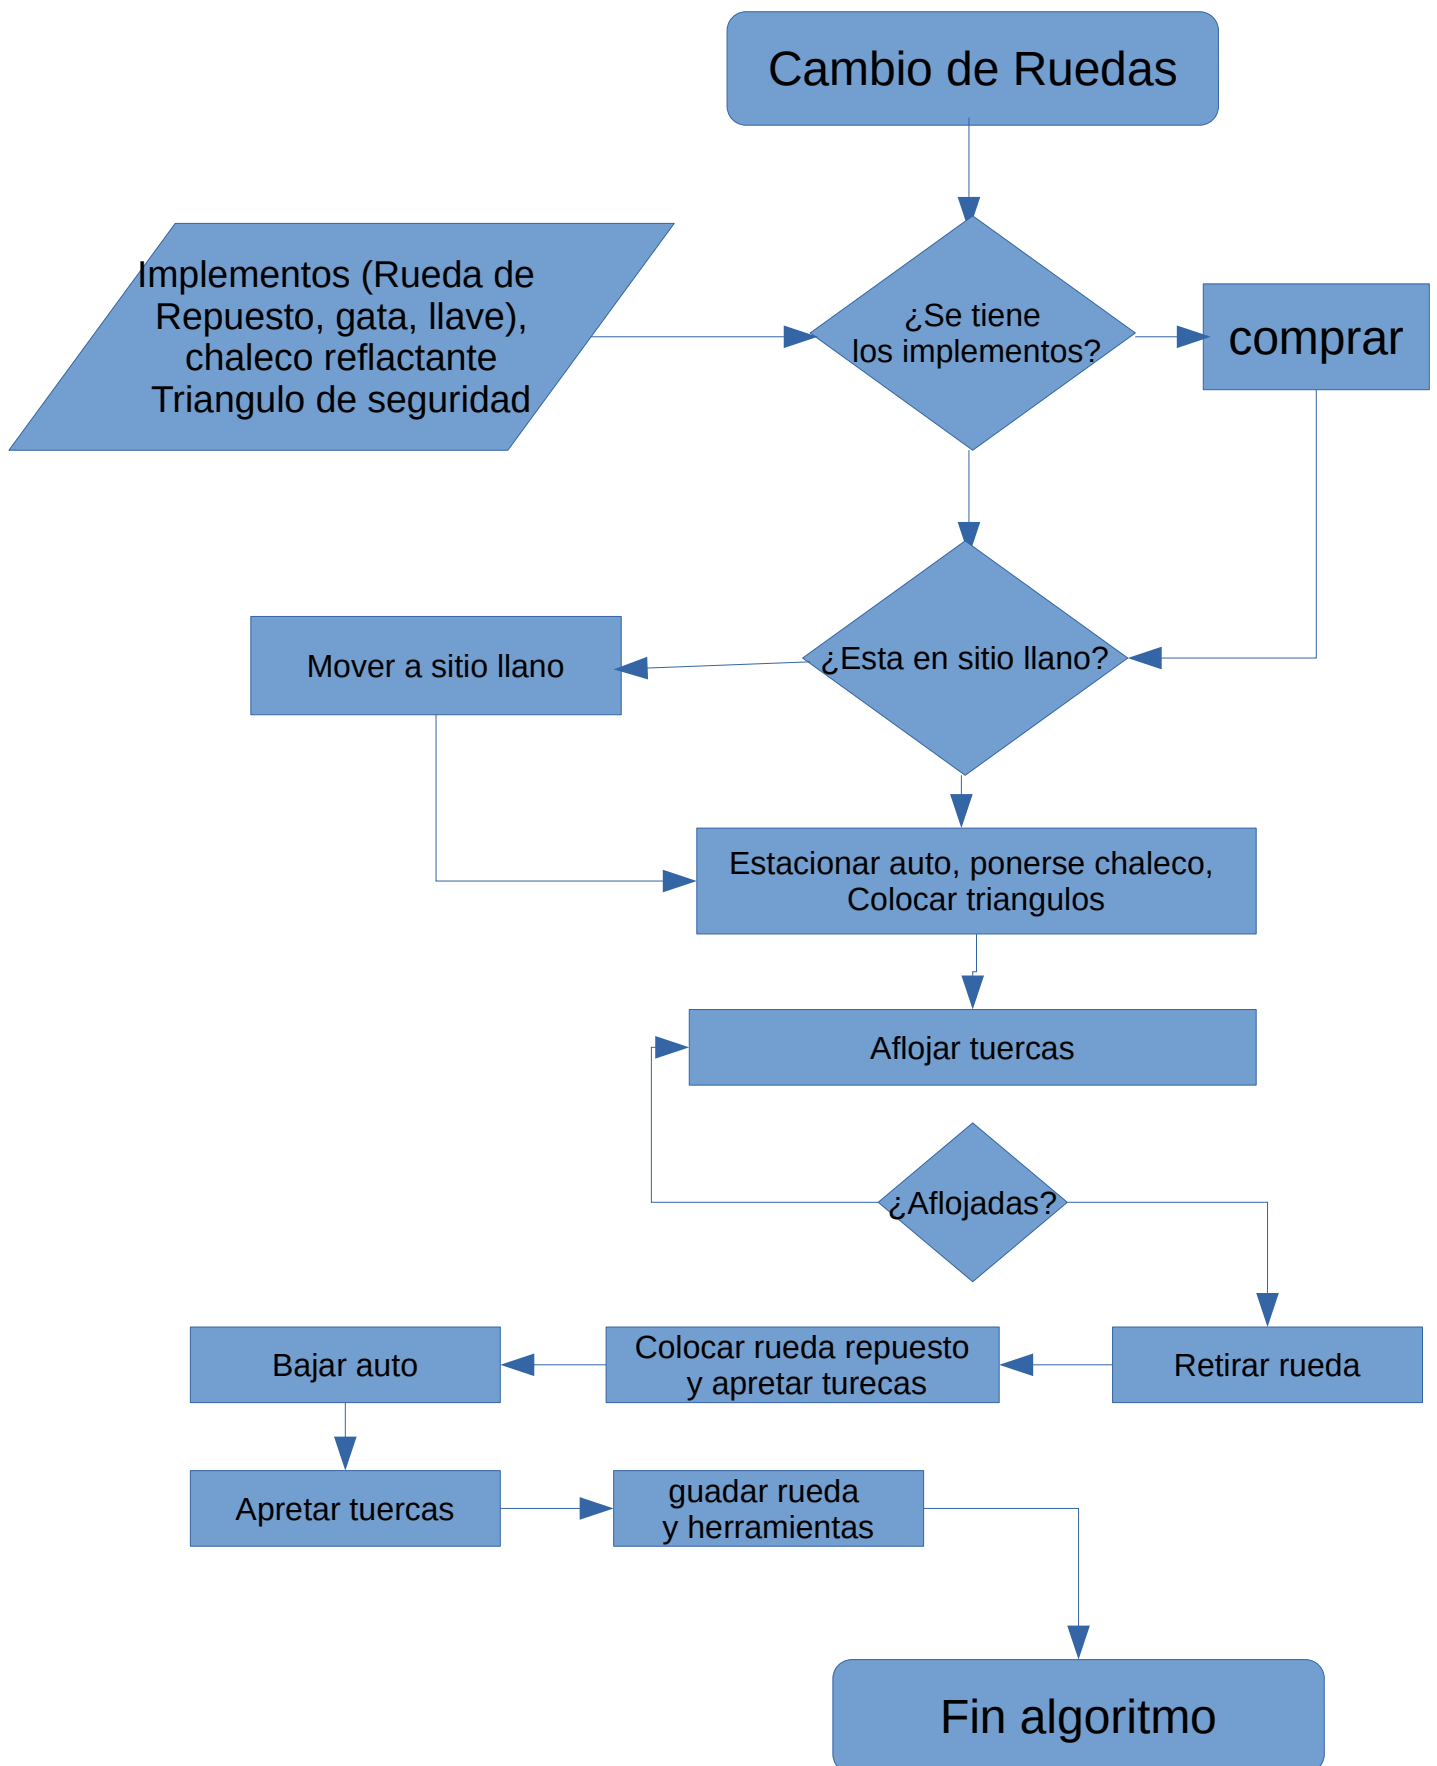 Cambio de Ruedas
Implementos (Rueda de
Repuesto, gata, llave),
chaleco reflactante
Triangulo de seguridad
¿Se tiene
los implementos?
comprar
¿Esta en sitio llano?
Mover a sitio llano
Estacionar auto, ponerse chaleco,
Colocar triangulos
Aflojar tuercas
¿Aflojadas?
Retirar rueda
Colocar rueda repuesto
y apretar turecas
Bajar auto
Apretar tuercas
guadar rueda
y herramientas
Fin algoritmo